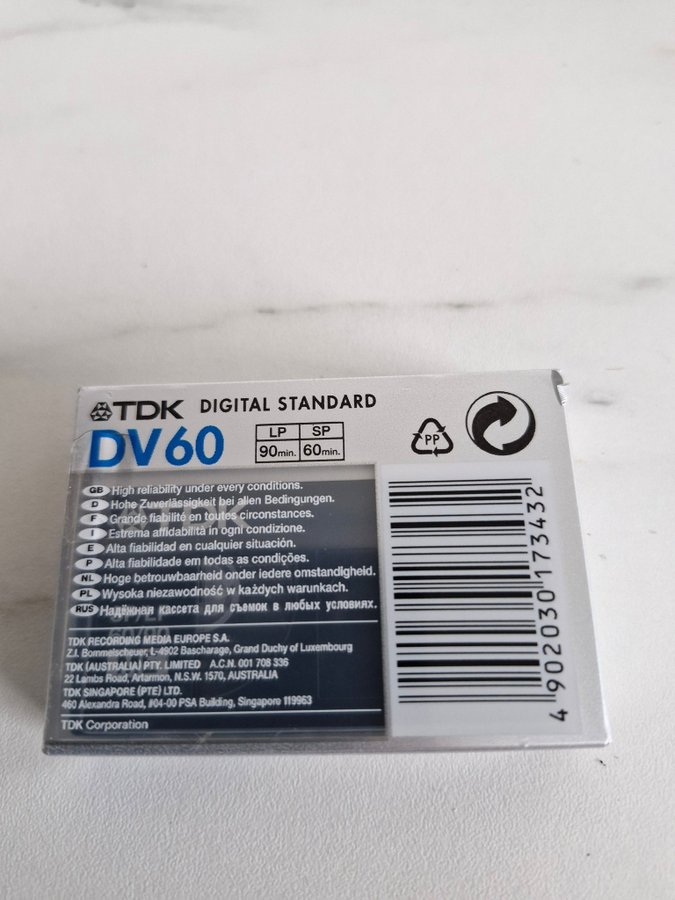 TDK DIGITAL STANDARD
DV60
LP SP
90min. 60min.
PP
GB High reliability under every conditions.
D Hohe Zuverlässigkeit bei allen Bedingungen.
F Grande fiabilité en toutes circonstances.
I Estrema affidabilità in ogni condizione.
E Alta fiabilidad en cualquier situación.
P Alta fiabilidade em todas as condições.
NL Hoge betrouwbaarheid onder iedere omstandigheid.
PL Wysoka niezawodność w każdych warunkach.
RUS Надёжная кассета для съемок в любых условиях.
TDK RECORDING MEDIA EUROPE S.A.
Z.I. Bommelscheuer, L-4902 Bascharage, Grand Duchy of Luxembourg
TDK (AUSTRALIA) PTY. LIMITED A.C.N. 001 708 336
22 Lambs Road, Artarmon, N.S.W. 1570, AUSTRALIA
TDK SINGAPORE (PTE) LTD.
460 Alexandra Road, #04-00 PSA Building, Singapore 119963
TDK Corporation
4 902030 173432